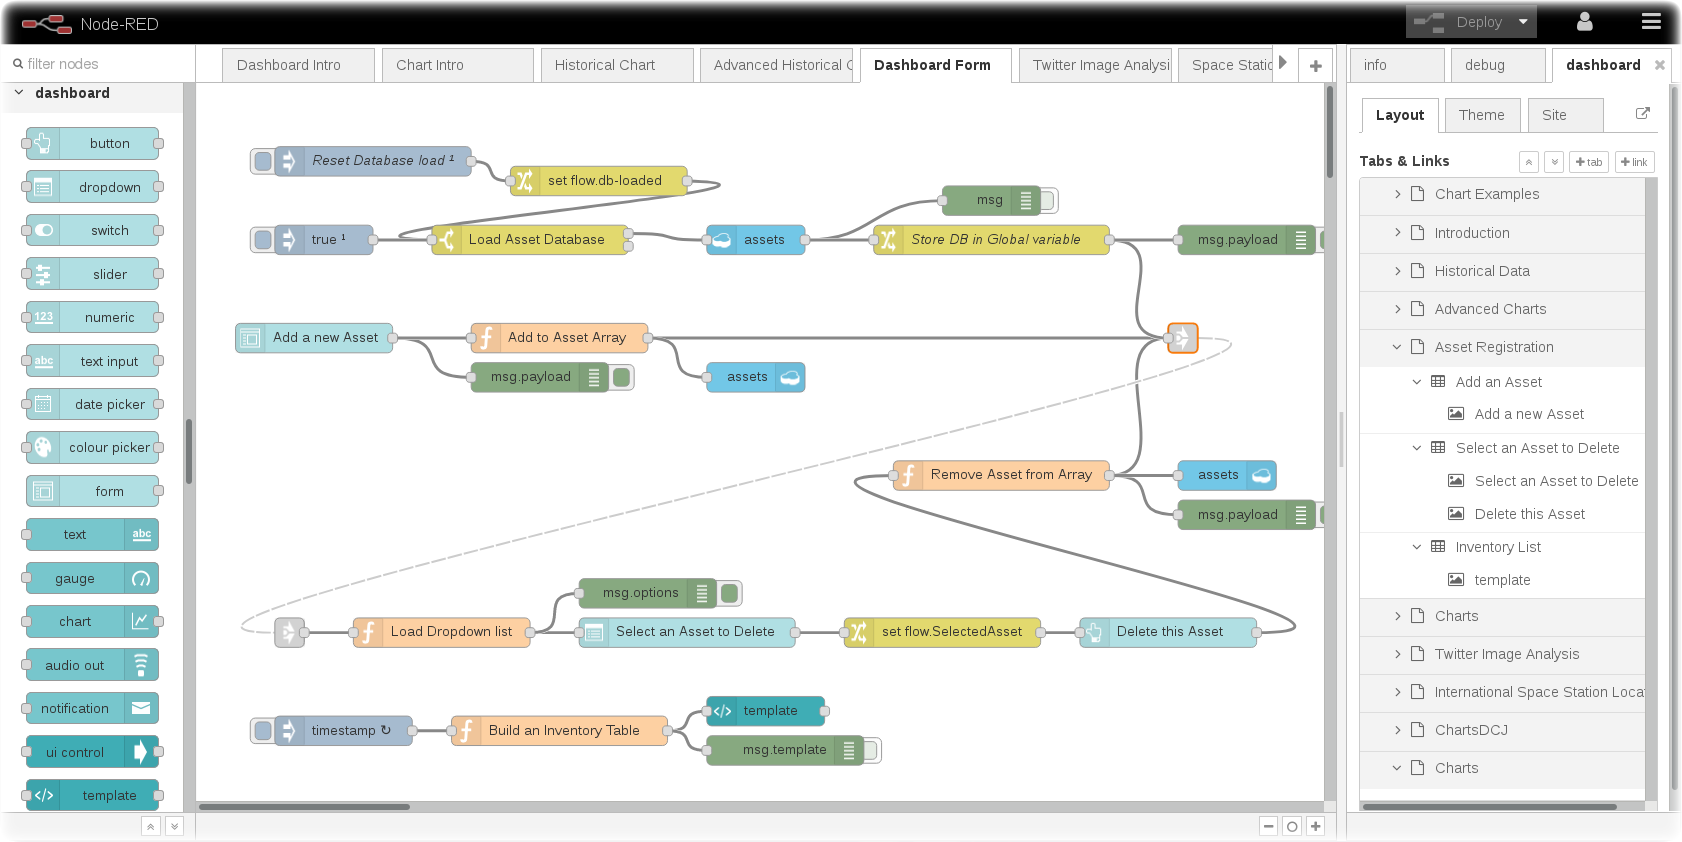 Node-RED
Deploy
filter nodes
Dashboard Intro
Chart Intro
Historical Chart
Advanced Historical C
Dashboard Form
Twitter Image Analysi
Space Static
info
debug
dashboard
dashboard
button
dropdown
switch
slider
123 numeric
abc text input
date picker
colour picker
form
text abc
gauge
chart
audio out
notification
ui control
</> template
Reset Database load ¹
set flow.db-loaded
msg
true ¹
Load Asset Database
assets
Store DB in Global variable
msg.payload
Add a new Asset
f Add to Asset Array
msg.payload
assets
f Remove Asset from Array
assets
msg.payload
msg.options
f Load Dropdown list
Select an Asset to Delete
set flow.SelectedAsset
Delete this Asset
</> template
timestamp ↻
f Build an Inventory Table
msg.template
Layout
Theme
Site
Tabs & Links
+ tab
+ link
Chart Examples
Introduction
Historical Data
Advanced Charts
Asset Registration
Add an Asset
Add a new Asset
Select an Asset to Delete
Select an Asset to Delete
Delete this Asset
Inventory List
template
Charts
Twitter Image Analysis
International Space Station Loca
ChartsDCJ
Charts